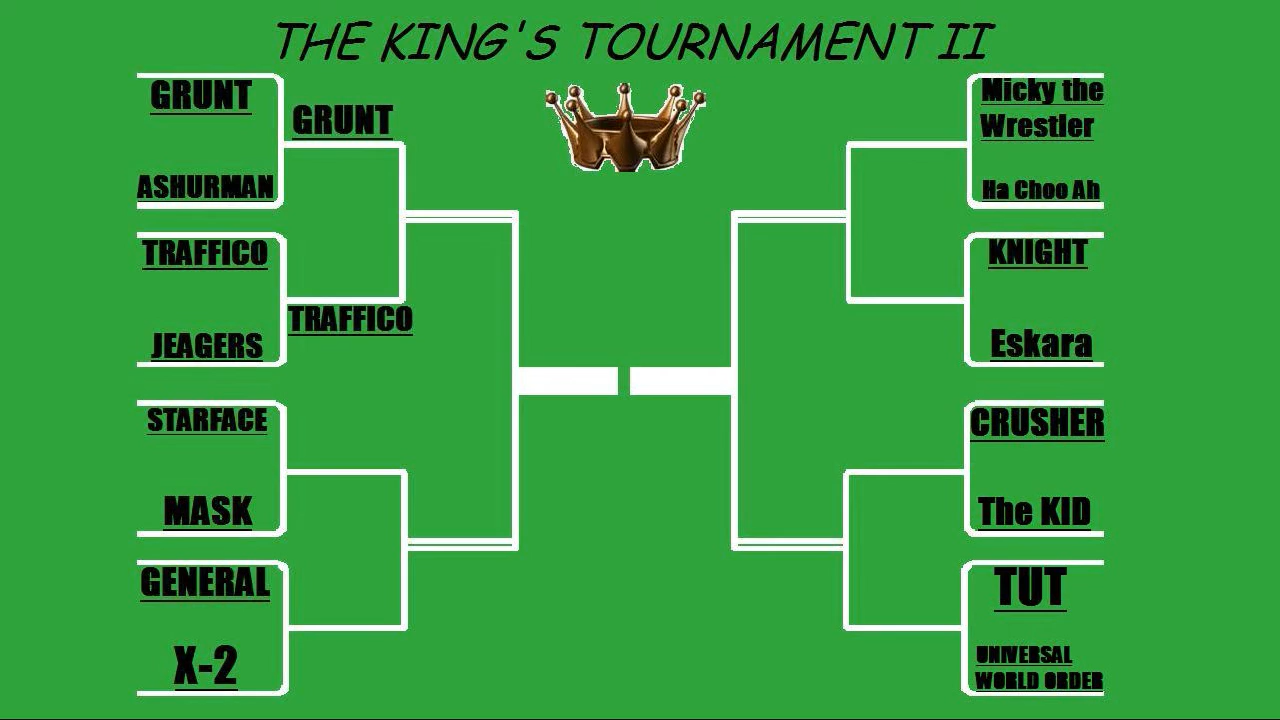 THE KING'S TOURNAMENT II
GRUNT
ASHURMAN
GRUNT
TRAFFICO
JEAGERS
TRAFFICO
STARFACE
MASK
GENERAL
X-2
Micky the
Wrestler
Ha Choo Ah
KNIGHT
Eskara
CRUSHER
The KID
TUT
UNIVERSAL
WORLD ORDER